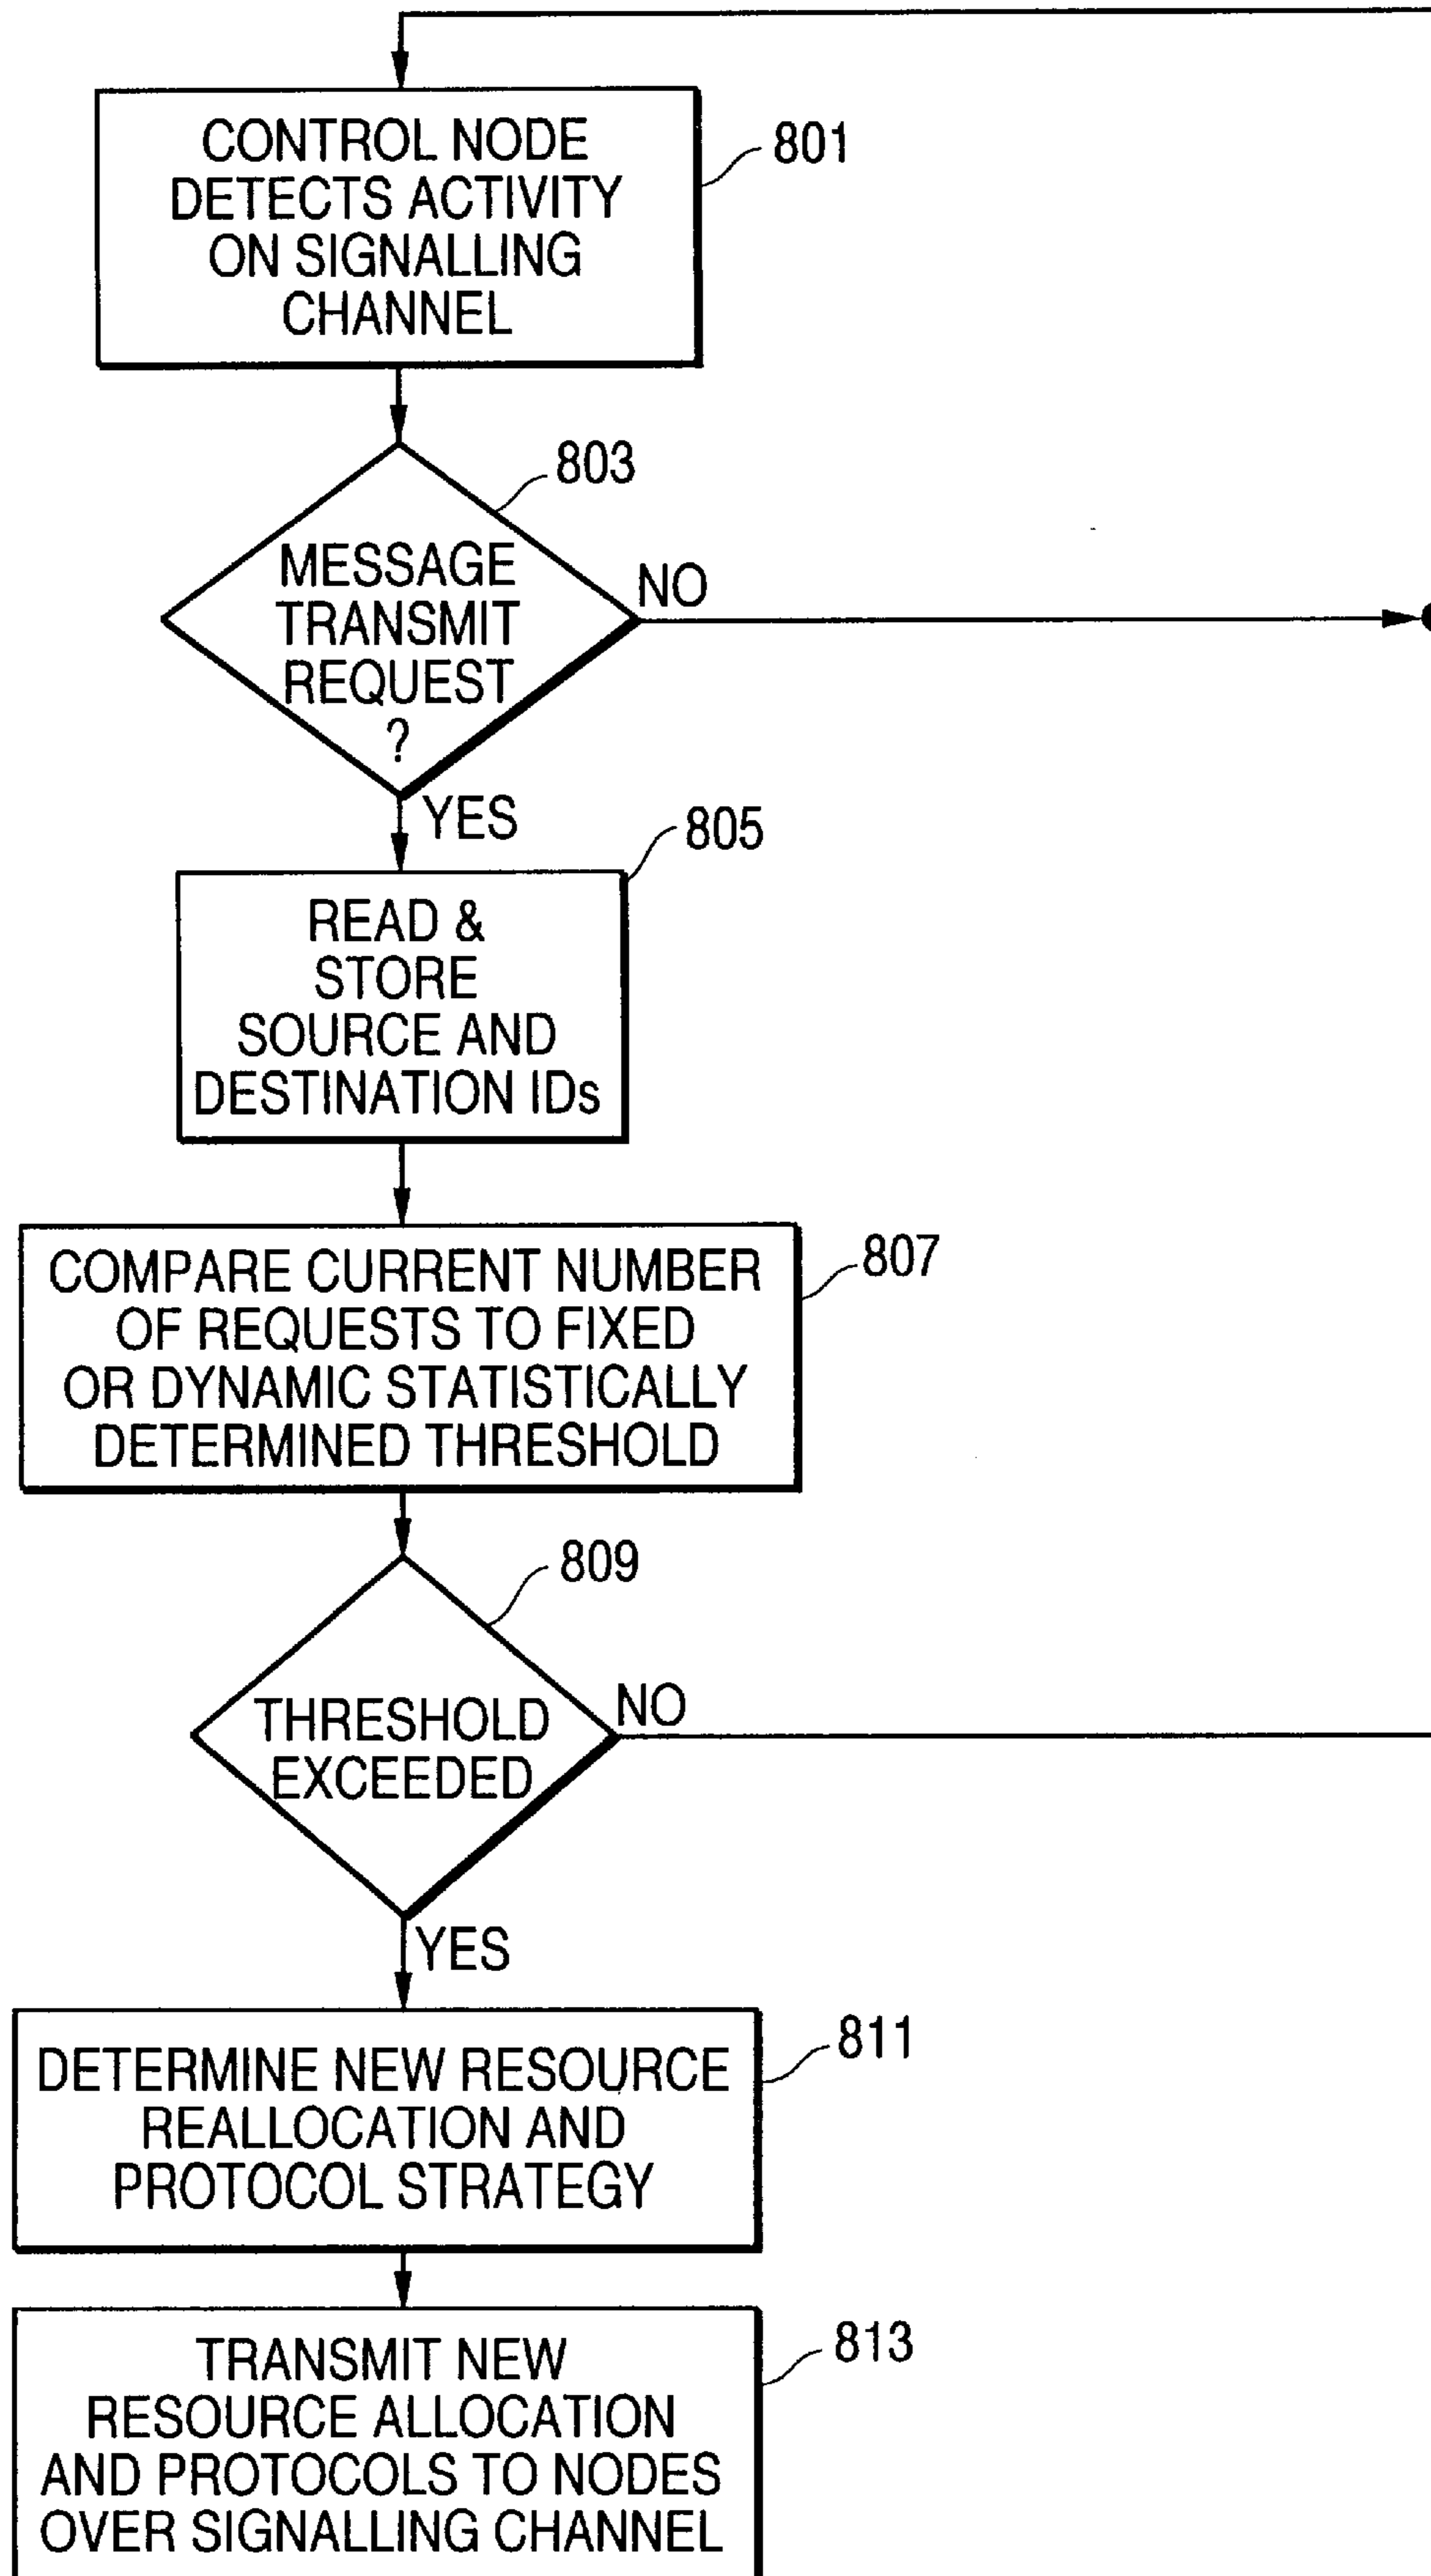 CONTROL NODE
DETECTS ACTIVITY
ON SIGNALLING
CHANNEL
801
803
MESSAGE
TRANSMIT
REQUEST
?
NO
YES
805
READ &
STORE
SOURCE AND
DESTINATION IDs
807
COMPARE CURRENT NUMBER
OF REQUESTS TO FIXED
OR DYNAMIC STATISTICALLY
DETERMINED THRESHOLD
809
THRESHOLD
EXCEEDED
NO
YES
811
DETERMINE NEW RESOURCE
REALLOCATION AND
PROTOCOL STRATEGY
813
TRANSMIT NEW
RESOURCE ALLOCATION
AND PROTOCOLS TO NODES
OVER SIGNALLING CHANNEL